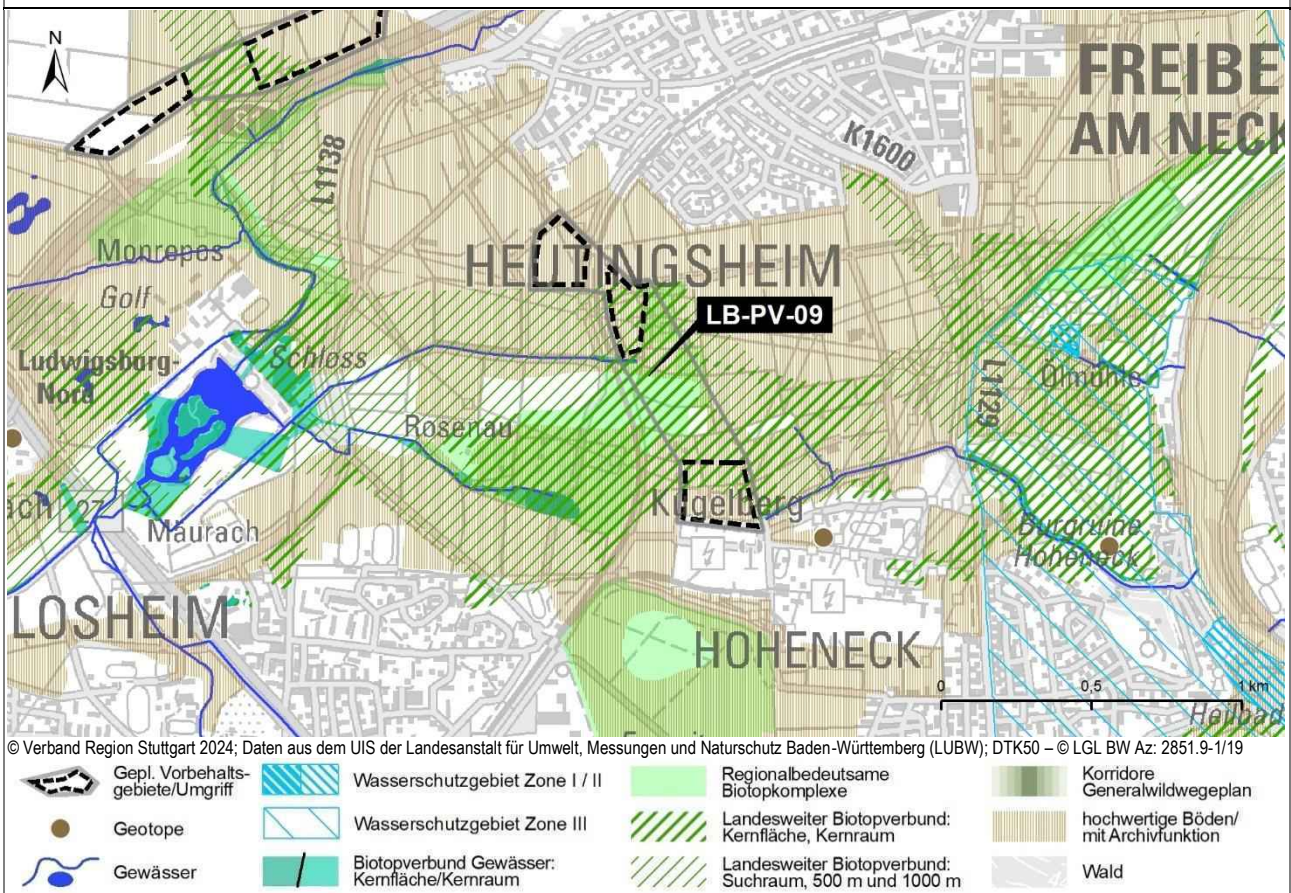 N
FREIBE
AM NECK
L1138
K1600
Monrepos
Golf
HEUTINGSHEIM
LB-PV-09
Ludwigsburg-
Nord
Schloss
L1129
Ölmühle
Rosenau
Kugelberg
27
Mäurach
Burgruine
Hoheneck
LOSHEIM
HOHENECK
0 0,5 1 km
Heilbad
© Verband Region Stuttgart 2024; Daten aus dem UIS der Landesanstalt für Umwelt, Messungen und Naturschutz Baden-Württemberg (LUBW); DTK50 – © LGL BW Az: 2851.9-1/19
Gepl. Vorbehalts-
gebiete/Umgriff
Geotope
Gewässer
Wasserschutzgebiet Zone I / II
Wasserschutzgebiet Zone III
Biotopverbund Gewässer:
Kernfläche/Kernraum
Regionalbedeutsame
Biotopkomplexe
Landesweiter Biotopverbund:
Kernfläche, Kernraum
Landesweiter Biotopverbund:
Suchraum, 500 m und 1000 m
Korridore
Generalwildwegeplan
hochwertige Böden/
mit Archivfunktion
Wald